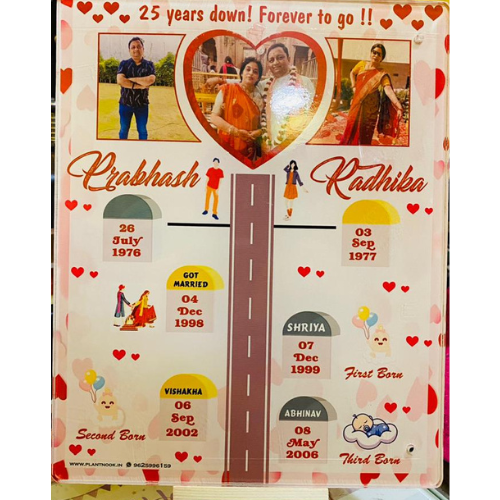 25 years down! Forever to go !!
Prabhash
Radhika
26
July
1976
03
Sep
1977
GOT
MARRIED
04
Dec
1998
SHRIYA
07
Dec
1999
First Born
VISHAKHA
06
Sep
2002
Second Born
ABHINAV
08
May
2006
Third Born
WWW.PLANTHOOK.IN 9625996159